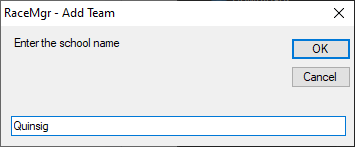 RaceMgr - Add Team
Enter the school name
OK
Cancel
Quinsig